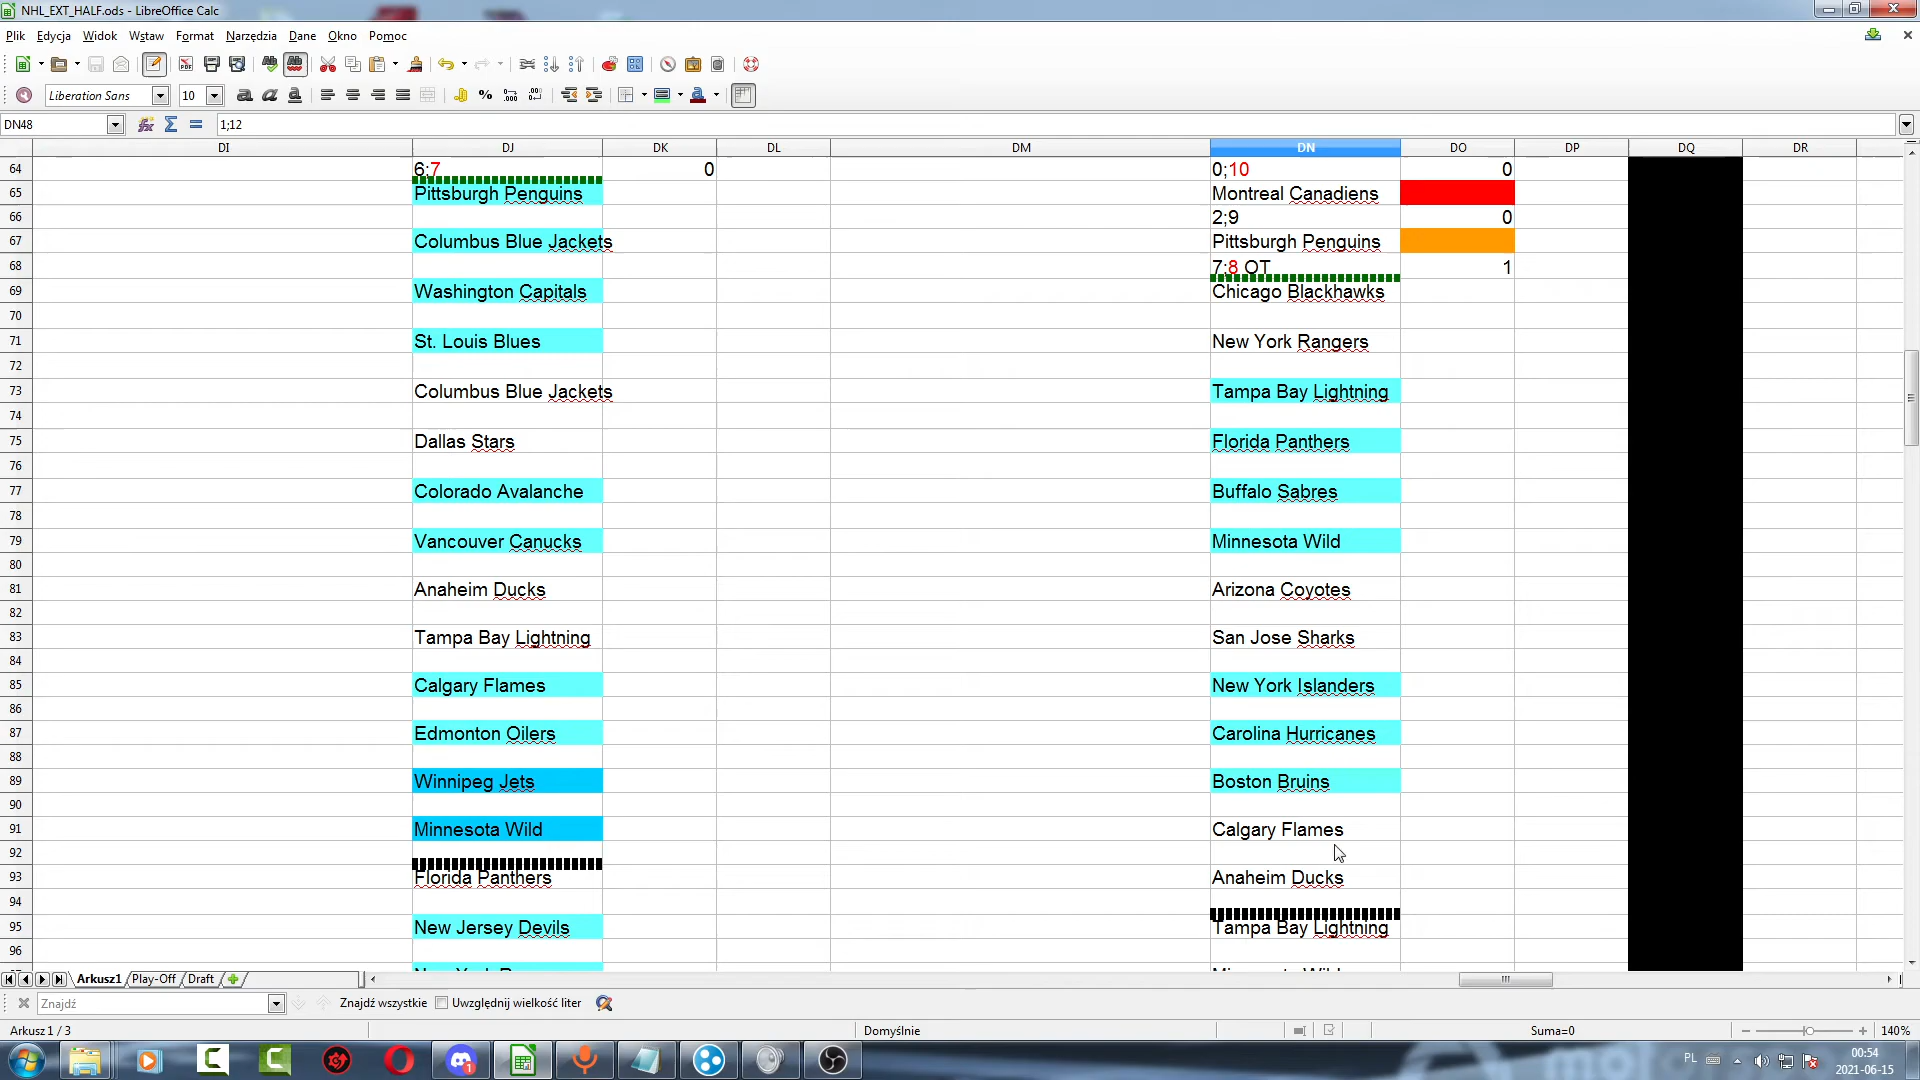 NHL_EXT_HALF.ods - LibreOffice Calc
Plik Edycja Widok Wstaw Format Narzędzia Dane Okno Pomoc
Liberation Sans 10
DN48 1;12
DI DJ DK DL DM DN DO DP DQ DR
64 6;7 0 0;10 0
65 Pittsburgh Penguins Montreal Canadiens
66 2;9 0
67 Columbus Blue Jackets Pittsburgh Penguins
68 7;8 OT 1
69 Washington Capitals Chicago Blackhawks
70
71 St. Louis Blues New York Rangers
72
73 Columbus Blue Jackets Tampa Bay Lightning
74
75 Dallas Stars Florida Panthers
76
77 Colorado Avalanche Buffalo Sabres
78
79 Vancouver Canucks Minnesota Wild
80
81 Anaheim Ducks Arizona Coyotes
82
83 Tampa Bay Lightning San Jose Sharks
84
85 Calgary Flames New York Islanders
86
87 Edmonton Oilers Carolina Hurricanes
88
89 Winnipeg Jets Boston Bruins
90
91 Minnesota Wild Calgary Flames
92
93 Florida Panthers Anaheim Ducks
94
95 New Jersey Devils Tampa Bay Lightning
96
Arkusz1 Play-Off Draft
Znajdź Znajdź wszystkie Uwzględnij wielkość liter
Arkusz 1 / 3 Domyślnie Suma=0 140%
PL 00:54
2021-06-15